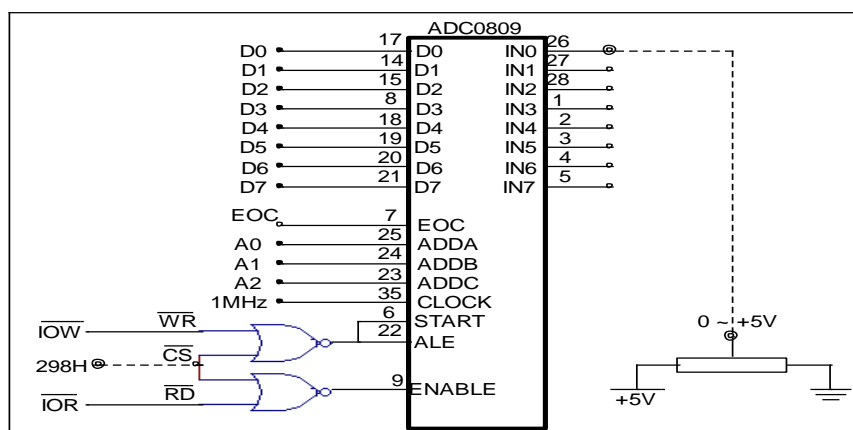 ADC0809
D0 17 D0 IN0 26
D1 14 D1 IN1 27
D2 15 D2 IN2 28
D3 8 D3 IN3 1
D4 18 D4 IN4 2
D5 19 D5 IN5 3
D6 20 D6 IN6 4
D7 21 D7 IN7 5
EOC 7 EOC
A0 25 ADDA
A1 24 ADDB
A2 23 ADDC
1MHz 35 CLOCK
IOW WR 6 START
22 ALE
0 ~ +5V
298H CS
9 ENABLE
IOR RD
+5V